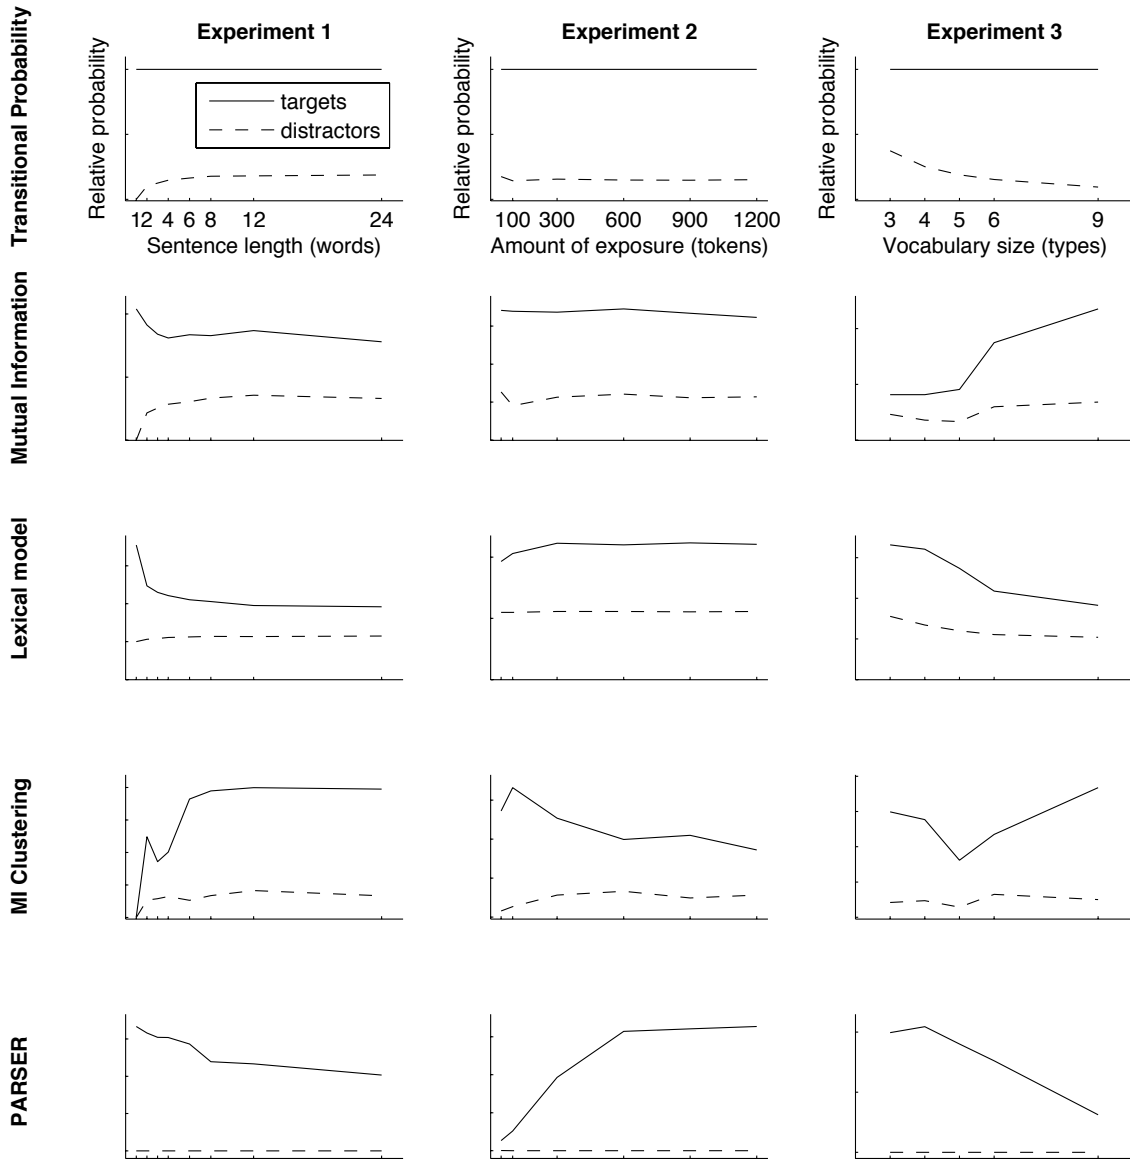 Experiment 1
Experiment 2
Experiment 3
Transitional Probability
Relative probability
targets
distractors
12 4 6 8 12 24
Sentence length (words)
Relative probability
100 300 600 900 1200
Amount of exposure (tokens)
Relative probability
3 4 5 6 9
Vocabulary size (types)
Mutual Information
Lexical model
MI Clustering
PARSER